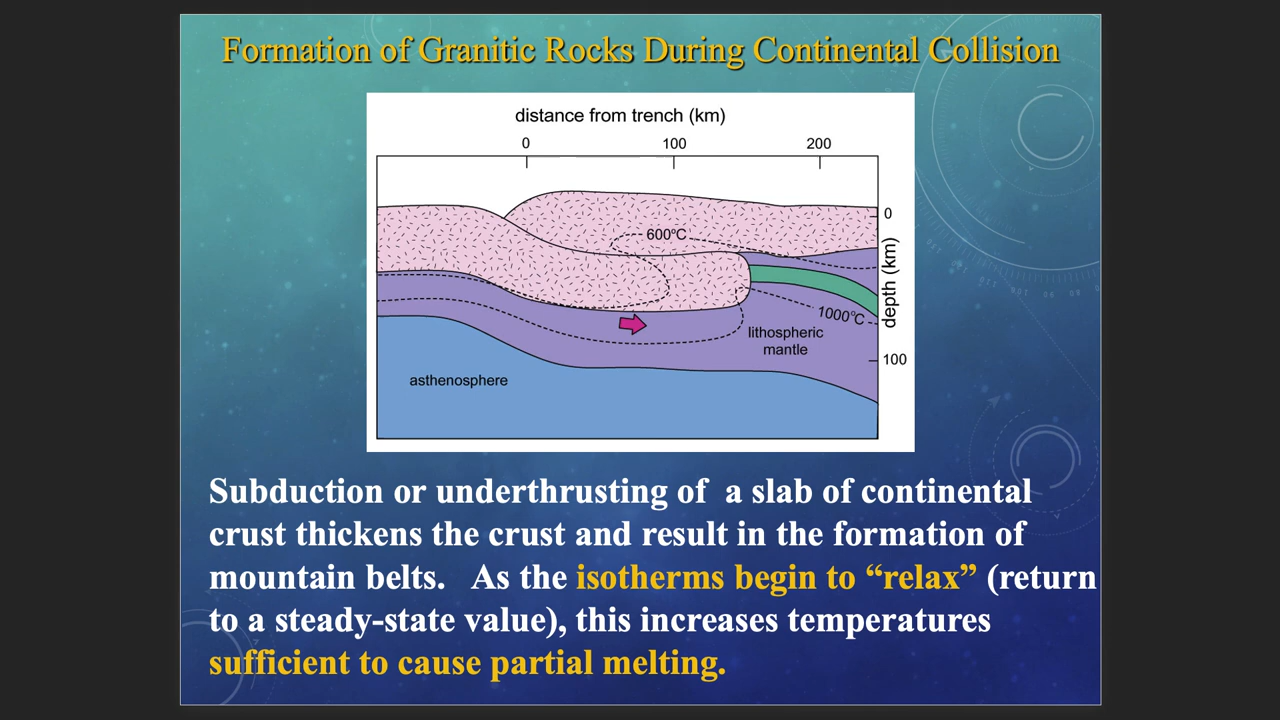 Formation of Granitic Rocks During Continental Collision
distance from trench (km)
0 100 200
0
600°C
depth (km)
1000°C
lithospheric
mantle
100
asthenosphere
Subduction or underthrusting of a slab of continental
crust thickens the crust and result in the formation of
mountain belts. As the isotherms begin to “relax” (return
to a steady-state value), this increases temperatures
sufficient to cause partial melting.